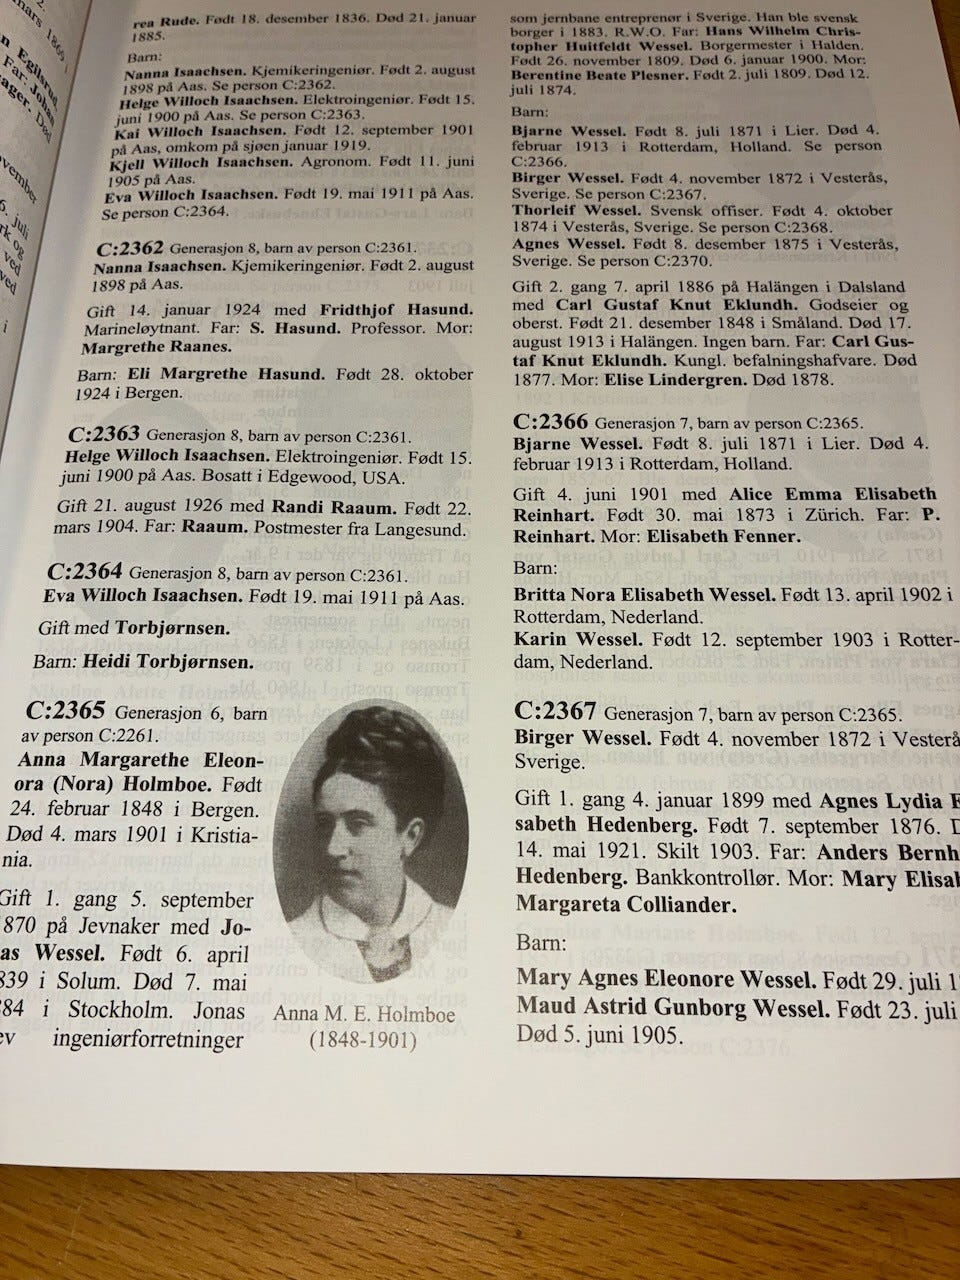 mars 1869 i
n Egilsrud.
Far: Johas
ager. Død
ovember
6. juli
rk og
ved
ved
i
rea Rude. Født 18. desember 1836. Død 21. januar
1885.
Barn:
Nanna Isaachsen. Kjemikeringeniør. Født 2. august
1898 på Aas. Se person C:2362.
Helge Willoch Isaachsen. Elektroingeniør. Født 15.
juni 1900 på Aas. Se person C:2363.
Kai Willoch Isaachsen. Født 12. september 1901
på Aas, omkom på sjøen januar 1919.
Kjell Willoch Isaachsen. Agronom. Født 11. juni
1905 på Aas.
Eva Willoch Isaachsen. Født 19. mai 1911 på Aas.
Se person C:2364.
C:2362 Generasjon 8, barn av person C:2361.
Nanna Isaachsen. Kjemikeringeniør. Født 2. august
1898 på Aas.
Gift 14. januar 1924 med Fridthjof Hasund.
Marineløytnant. Far: S. Hasund. Professor. Mor:
Margrethe Raanes.
Barn: Eli Margrethe Hasund. Født 28. oktober
1924 i Bergen.
C:2363 Generasjon 8, barn av person C:2361.
Helge Willoch Isaachsen. Elektroingeniør. Født 15.
juni 1900 på Aas. Bosatt i Edgewood, USA.
Gift 21. august 1926 med Randi Raaum. Født 22.
mars 1904. Far: Raaum. Postmester fra Langesund.
C:2364 Generasjon 8, barn av person C:2361.
Eva Willoch Isaachsen. Født 19. mai 1911 på Aas.
Gift med Torbjørnsen.
Barn: Heidi Torbjørnsen.
C:2365 Generasjon 6, barn
av person C:2261.
Anna Margarethe Eleon-
ora (Nora) Holmboe. Født
24. februar 1848 i Bergen.
Død 4. mars 1901 i Kristia-
nia.
Gift 1. gang 5. september
1870 på Jevnaker med Jo-
as Wessel. Født 6. april
839 i Solum. Død 7. mai
884 i Stockholm. Jonas
ev ingeniørforretninger
Anna M. E. Holmboe
(1848-1901)
som jernbane entreprenør i Sverige. Han ble svensk
borger i 1883. R.W.O. Far: Hans Wilhelm Chris-
topher Huitfeldt Wessel. Borgermester i Halden.
Født 26. november 1809. Død 6. januar 1900. Mor:
Berentine Beate Plesner. Født 2. juli 1809. Død 12.
juli 1874.
Barn:
Bjarne Wessel. Født 8. juli 1871 i Lier. Død 4.
februar 1913 i Rotterdam, Holland. Se person
C:2366.
Birger Wessel. Født 4. november 1872 i Vesterås,
Sverige. Se person C:2367.
Thorleif Wessel. Svensk offiser. Født 4. oktober
1874 i Vesterås, Sverige. Se person C:2368.
Agnes Wessel. Født 8. desember 1875 i Vesterås,
Sverige. Se person C:2370.
Gift 2. gang 7. april 1886 på Halängen i Dalsland
med Carl Gustaf Knut Eklundh. Godseier og
oberst. Født 21. desember 1848 i Småland. Død 17.
august 1913 i Halängen. Ingen barn. Far: Carl Gus-
taf Knut Eklundh. Kungl. befalningshafvare. Død
1877. Mor: Elise Lindergren. Død 1878.
C:2366 Generasjon 7, barn av person C:2365.
Bjarne Wessel. Født 8. juli 1871 i Lier. Død 4.
februar 1913 i Rotterdam, Holland.
Gift 4. juni 1901 med Alice Emma Elisabeth
Reinhart. Født 30. mai 1873 i Zürich. Far: P.
Reinhart. Mor: Elisabeth Fenner.
Barn:
Britta Nora Elisabeth Wessel. Født 13. april 1902 i
Rotterdam, Nederland.
Karin Wessel. Født 12. september 1903 i Rotter-
dam, Nederland.
C:2367 Generasjon 7, barn av person C:2365.
Birger Wessel. Født 4. november 1872 i Vesterå
Sverige.
Gift 1. gang 4. januar 1899 med Agnes Lydia E
sabeth Hedenberg. Født 7. september 1876. D
14. mai 1921. Skilt 1903. Far: Anders Bernh
Hedenberg. Bankkontrollør. Mor: Mary Elisab
Margareta Colliander.
Barn:
Mary Agnes Eleonore Wessel. Født 29. juli 1
Maud Astrid Gunborg Wessel. Født 23. juli
Død 5. juni 1905.